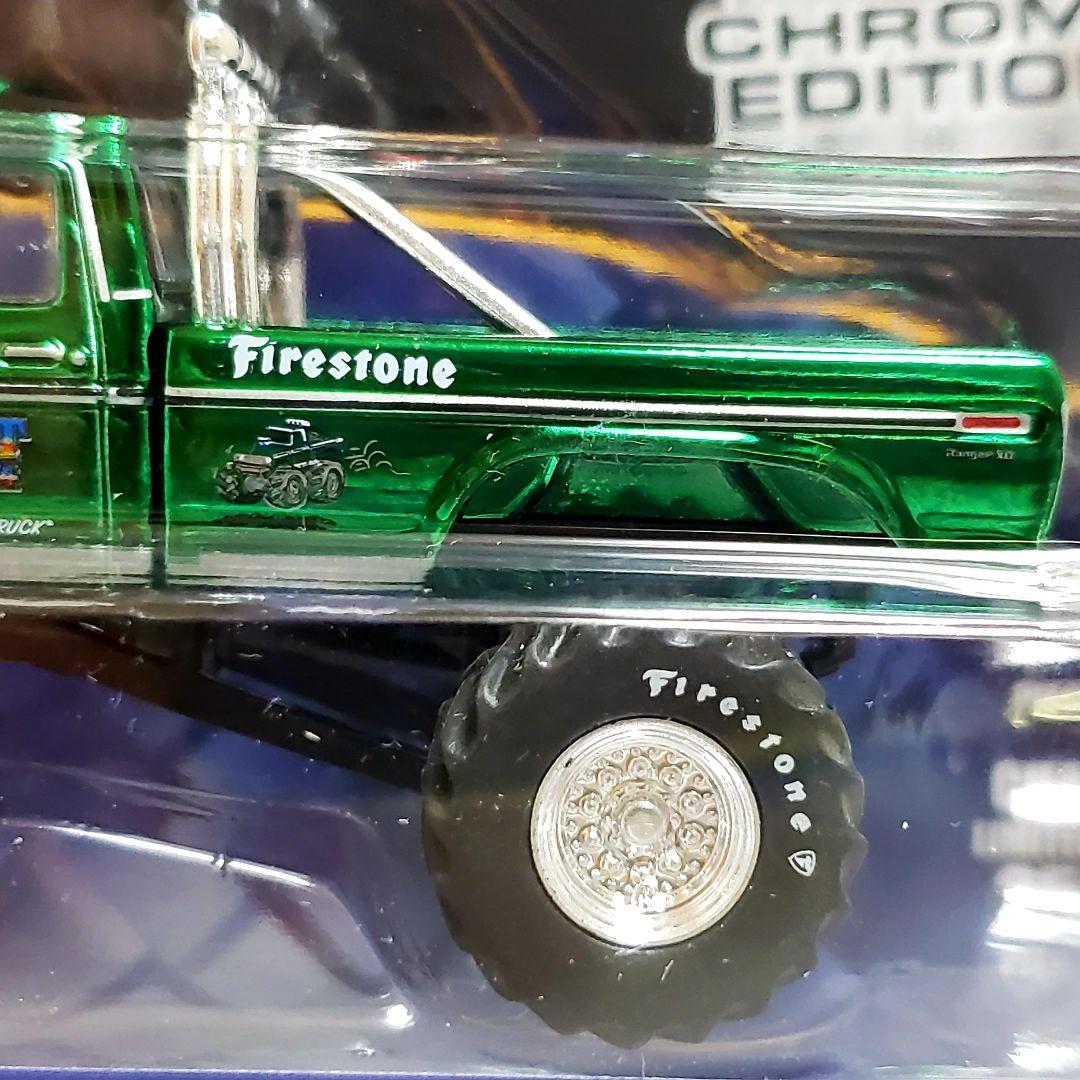 CHROM
EDITIO
Firestone
Ranger XLT
RUCK
Firestone